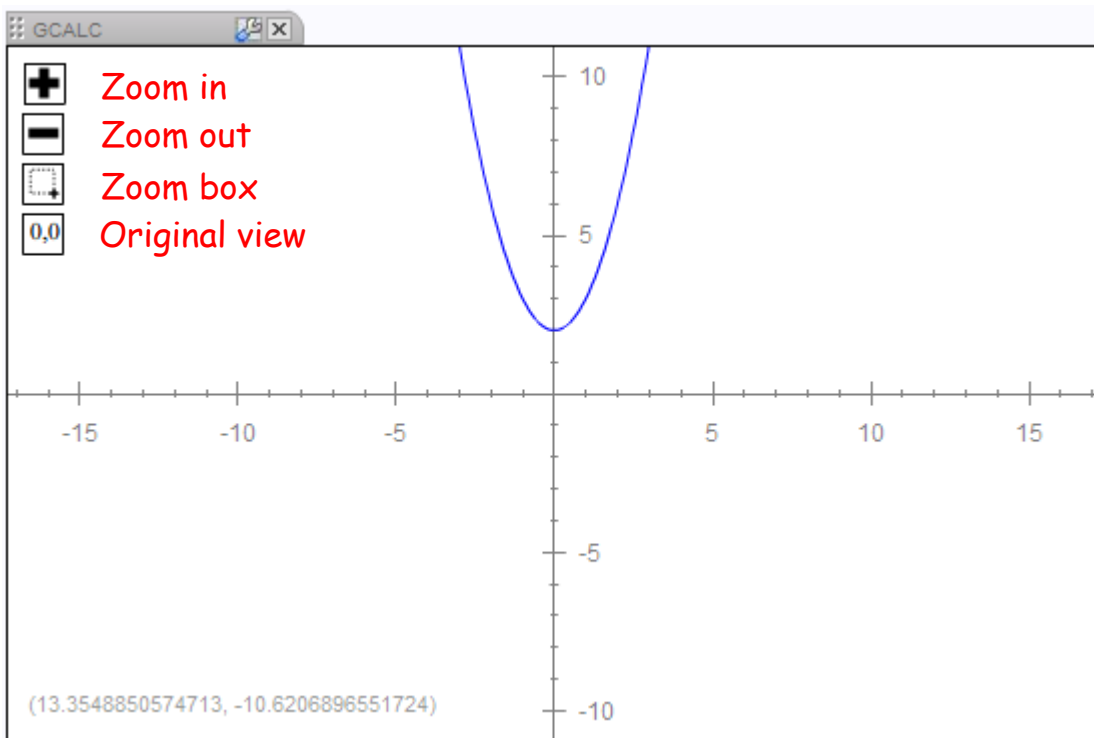 GCALC
Zoom in
Zoom out
Zoom box
0,0 Original view
10
5
-15 -10 -5 5 10 15
-5
-10
(13.3548850574713, -10.6206896551724)